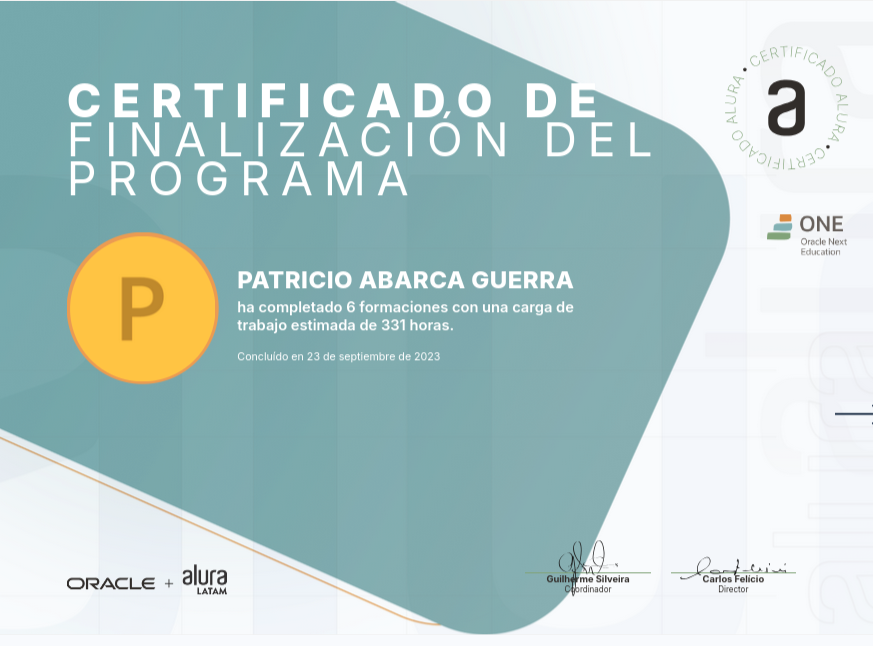 CERTIFICADO DE
FINALIZACIÓN DEL
PROGRAMA
CERTIFICADO ALURA • CERTIFICADO ALURA •
a
ONE
Oracle Next
Education
P
PATRICIO ABARCA GUERRA
ha completado 6 formaciones con una carga de
trabajo estimada de 331 horas.
Concluído en 23 de septiembre de 2023
ORACLE + alura
LATAM
Guilherme Silveira
Coordinador
Carlos Felício
Director